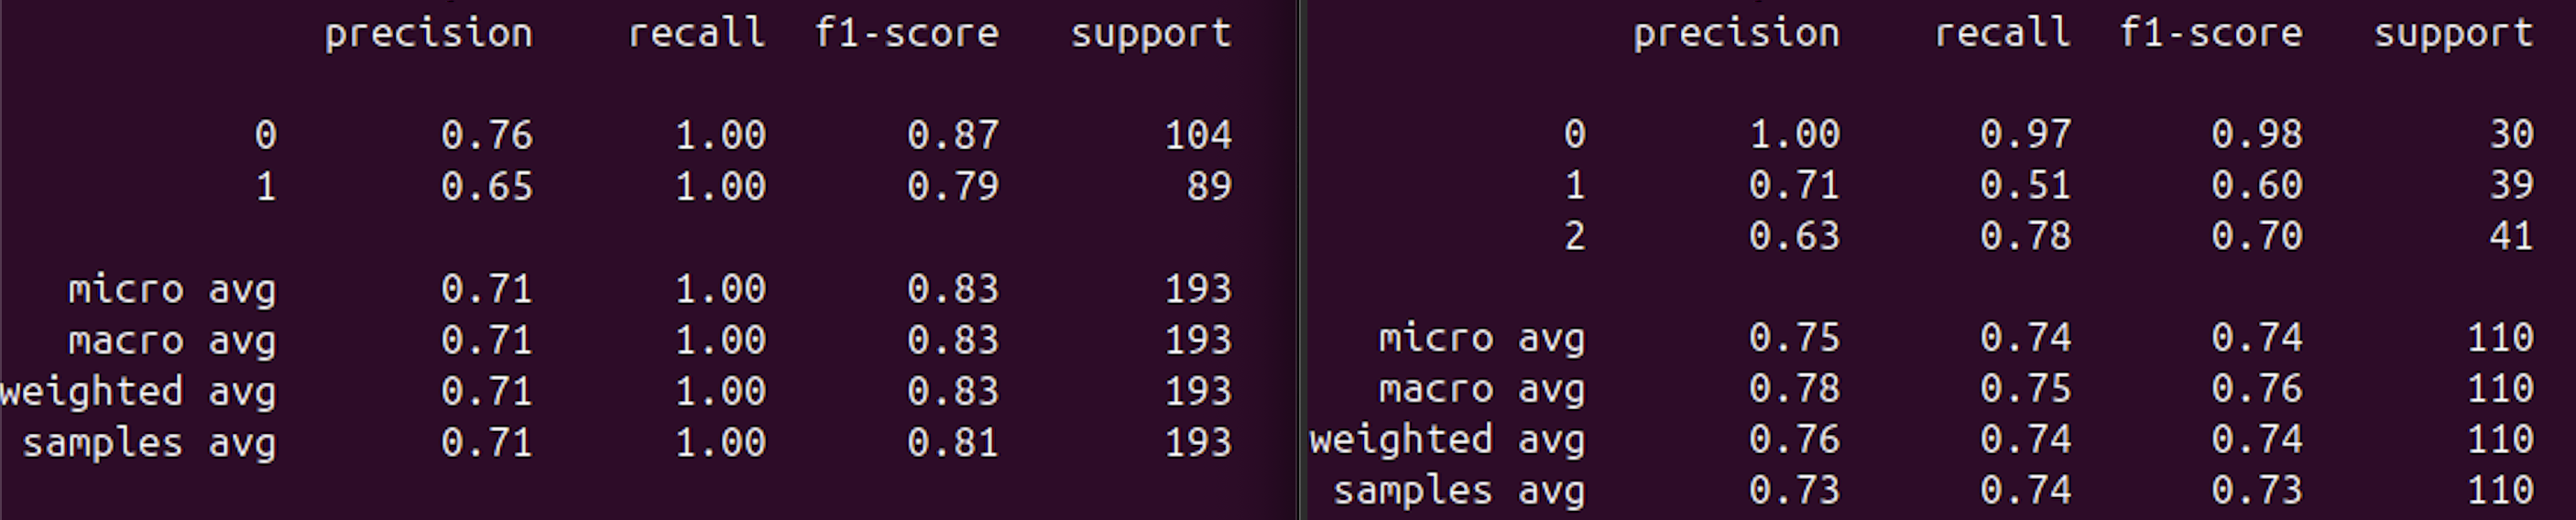 precision recall f1-score support
0 0.76 1.00 0.87 104
1 0.65 1.00 0.79 89
micro avg 0.71 1.00 0.83 193
macro avg 0.71 1.00 0.83 193
weighted avg 0.71 1.00 0.83 193
samples avg 0.71 1.00 0.81 193
precision recall f1-score support
0 1.00 0.97 0.98 30
1 0.71 0.51 0.60 39
2 0.63 0.78 0.70 41
micro avg 0.75 0.74 0.74 110
macro avg 0.78 0.75 0.76 110
weighted avg 0.76 0.74 0.74 110
samples avg 0.73 0.74 0.73 110